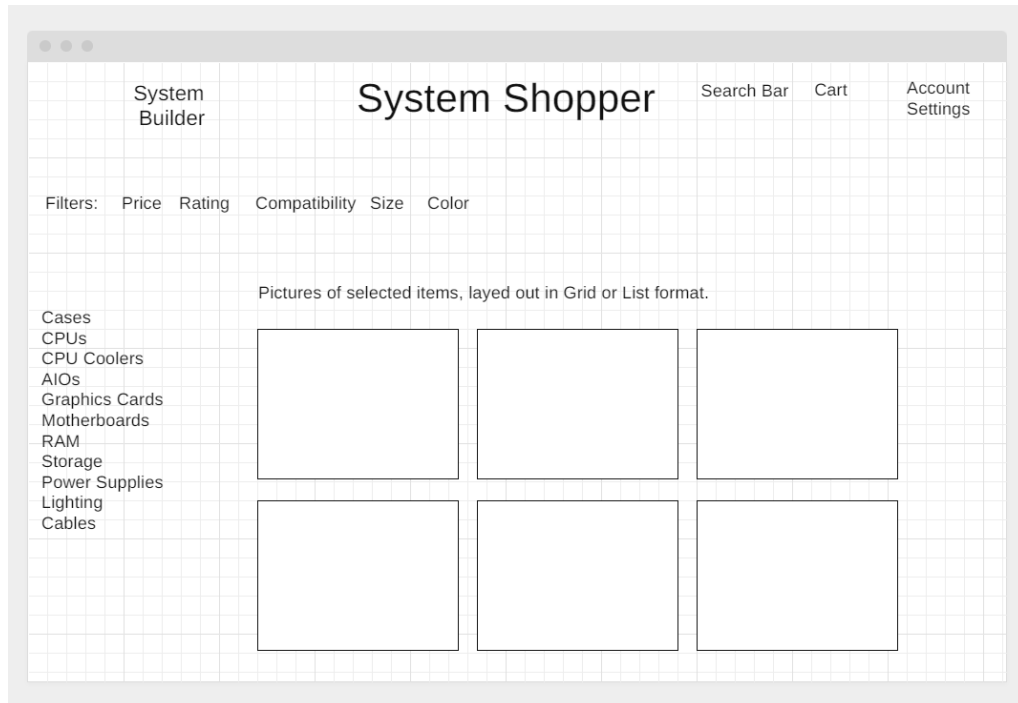 System
Builder
System Shopper
Search Bar
Cart
Account
Settings
Filters: Price Rating Compatibility Size Color
Pictures of selected items, layed out in Grid or List format.
Cases
CPUs
CPU Coolers
AIOs
Graphics Cards
Motherboards
RAM
Storage
Power Supplies
Lighting
Cables